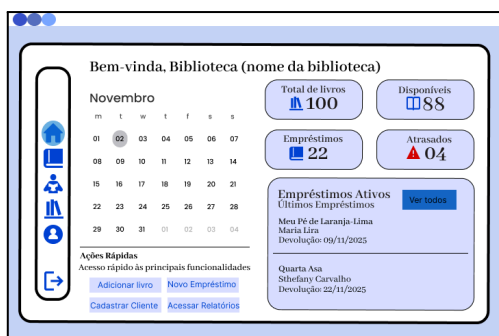 Bem-vinda, Biblioteca (nome da biblioteca)
Novembro
m t w t f s s
01 02 03 04 05 06 07
08 09 10 11 12 13 14
15 16 17 18 19 20 21
22 23 24 25 26 27 28
29 30 31 01 02 03 04
Ações Rápidas
Acesso rápido às principais funcionalidades
Adicionar livro Novo Empréstimo
Cadastrar Cliente Acessar Relatórios
Total de livros
100
Disponíveis
88
Empréstimos
22
Atrasados
04
Empréstimos Ativos
Últimos Empréstimos
Ver todos
Meu Pé de Laranja-Lima
Maria Lira
Devolução: 09/11/2025
Quarta Asa
Sthefany Carvalho
Devolução: 22/11/2025